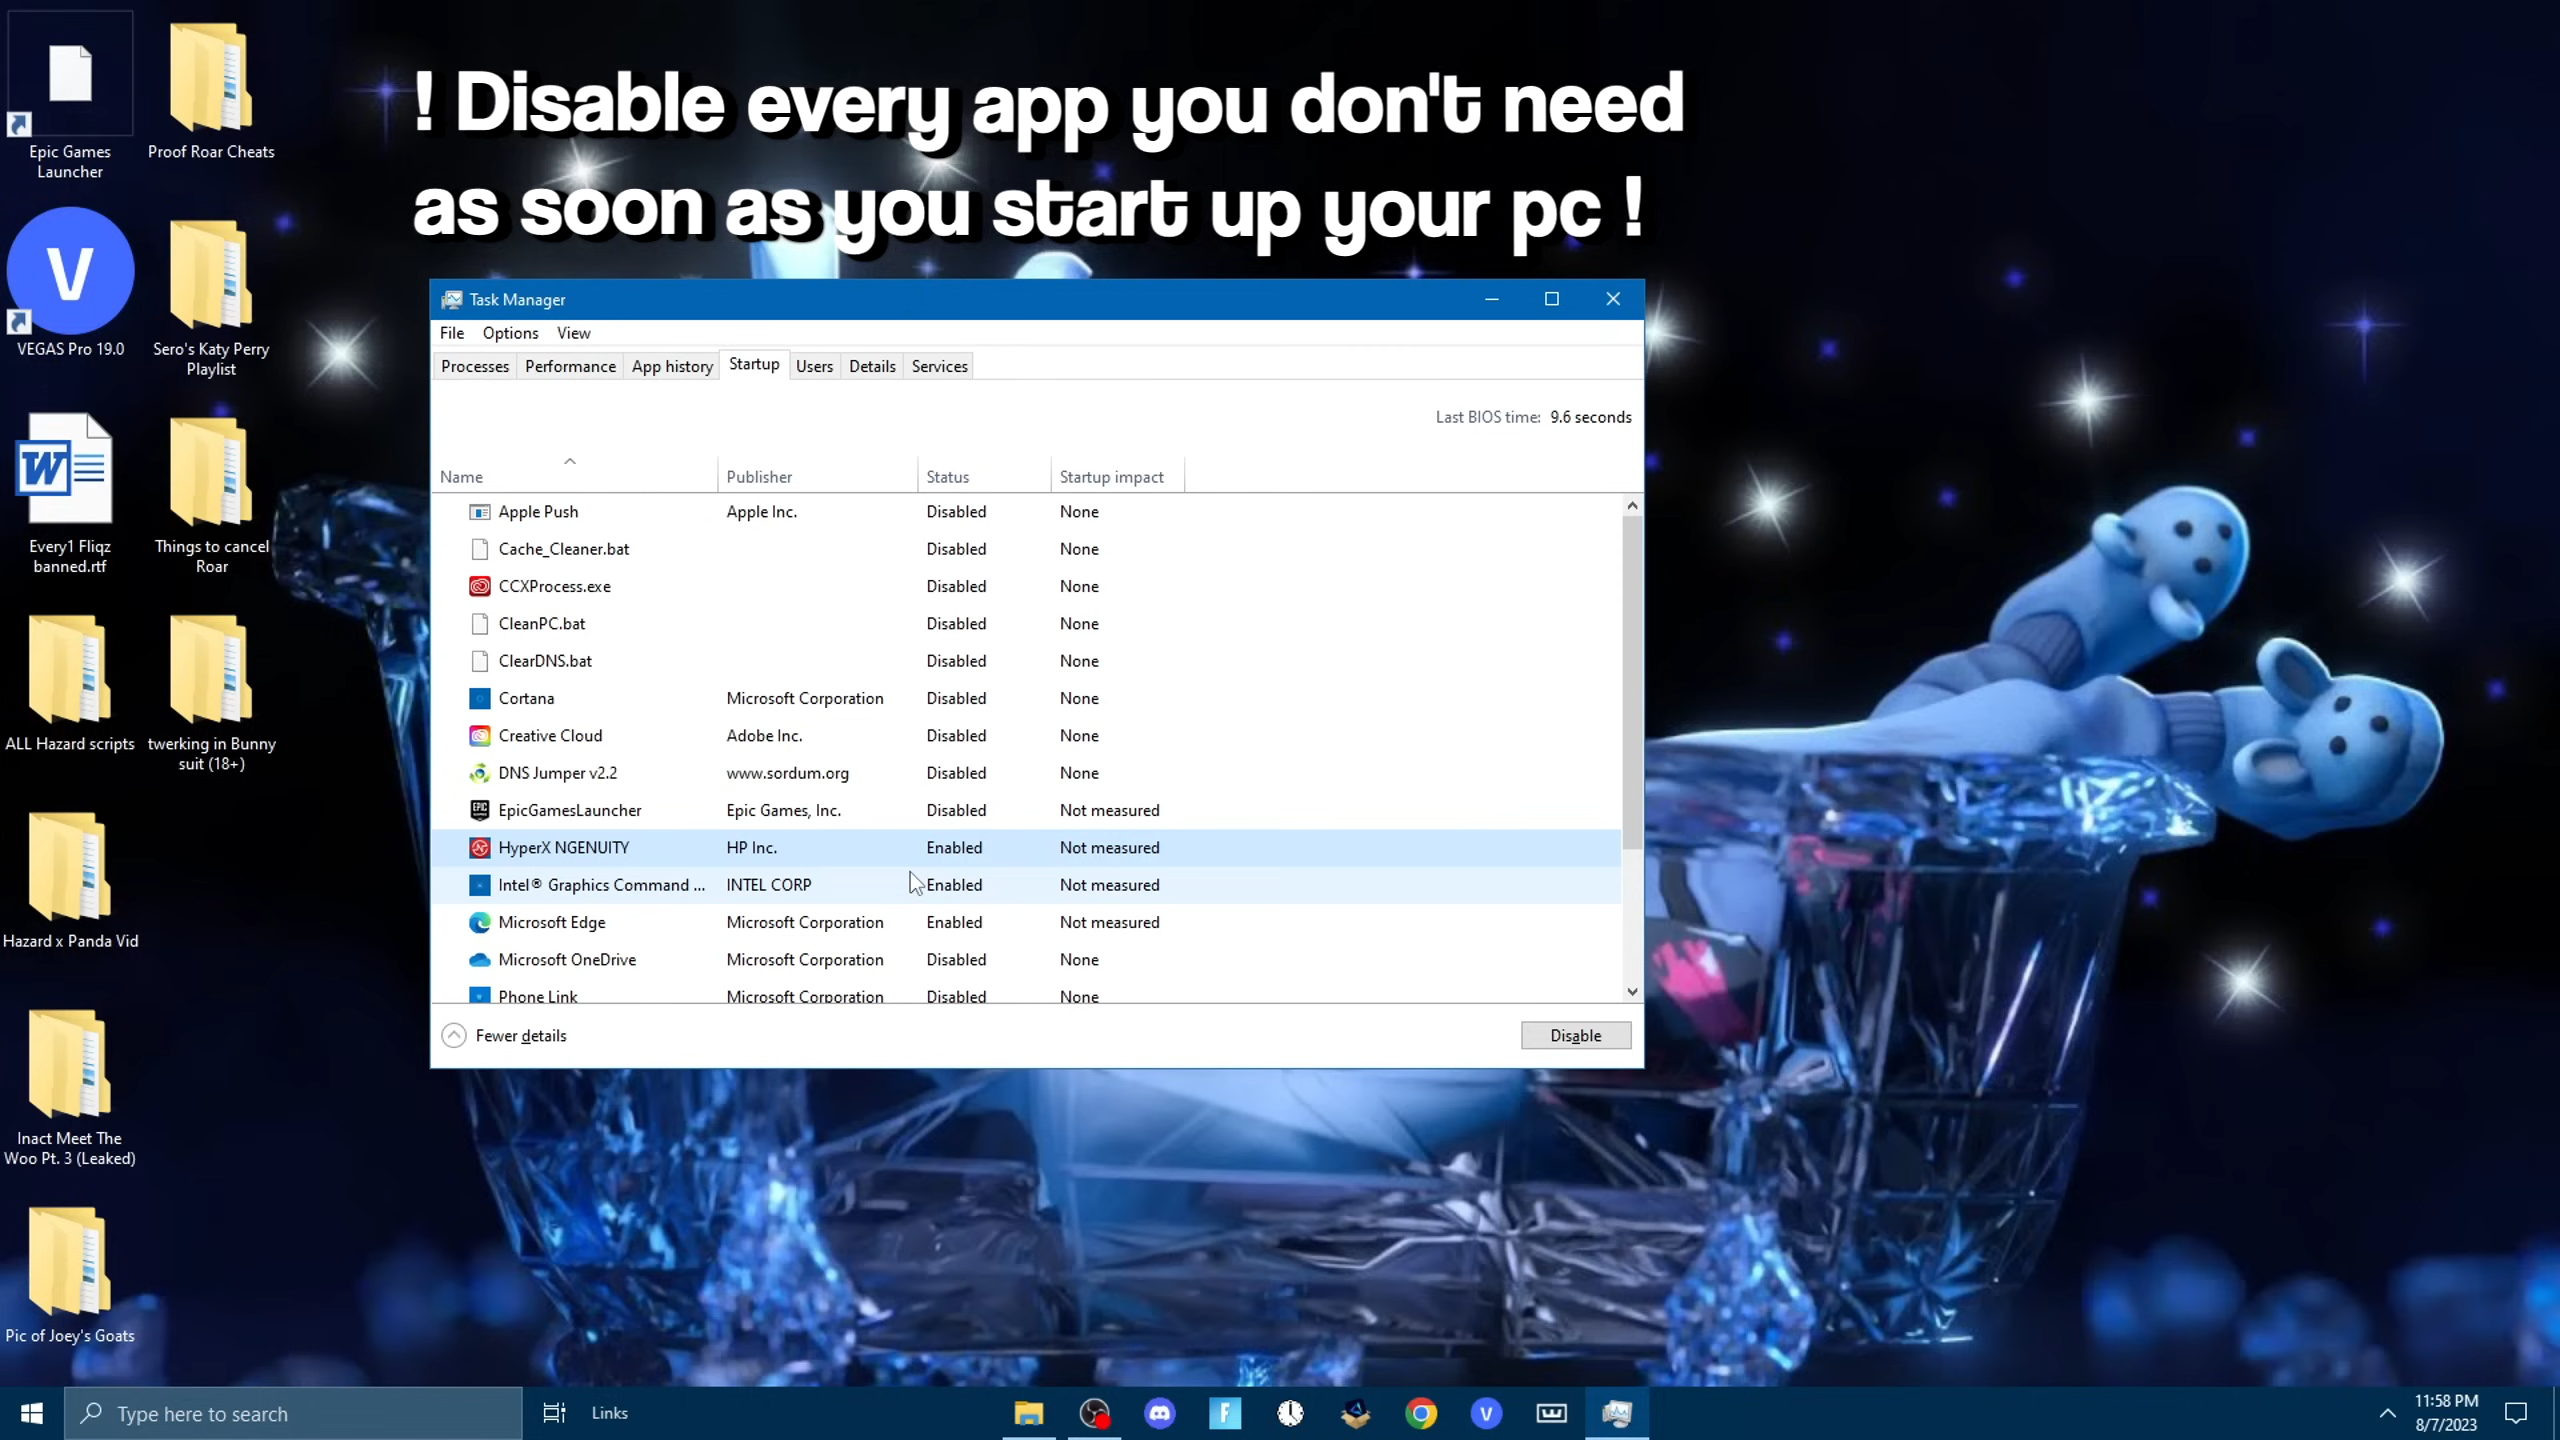 ! Disable every app you don't need
as soon as you start up your pc !
Epic Games
Launcher
Proof Roar Cheats
V
VEGAS Pro 19.0
Sero's Katy Perry
Playlist
W
Every1 Fliqz
banned.rtf
Things to cancel
Roar
ALL Hazard scripts
twerking in Bunny
suit (18+)
Hazard x Panda Vid
Inact Meet The
Woo Pt. 3 (Leaked)
Pic of Joey's Goats
Task Manager
File Options View
Processes Performance App history Startup Users Details Services
Last BIOS time: 9.6 seconds
Name Publisher Status Startup impact
Apple Push Apple Inc. Disabled None
Cache_Cleaner.bat Disabled None
CCXProcess.exe Disabled None
CleanPC.bat Disabled None
ClearDNS.bat Disabled None
Cortana Microsoft Corporation Disabled None
Creative Cloud Adobe Inc. Disabled None
DNS Jumper v2.2 www.sordum.org Disabled None
EpicGamesLauncher Epic Games, Inc. Disabled Not measured
HyperX NGENUITY HP Inc. Enabled Not measured
Intel® Graphics Command ... INTEL CORP Enabled Not measured
Microsoft Edge Microsoft Corporation Enabled Not measured
Microsoft OneDrive Microsoft Corporation Disabled None
Phone Link Microsoft Corporation Disabled None
Fewer details Disable
Type here to search Links F V
11:58 PM
8/7/2023